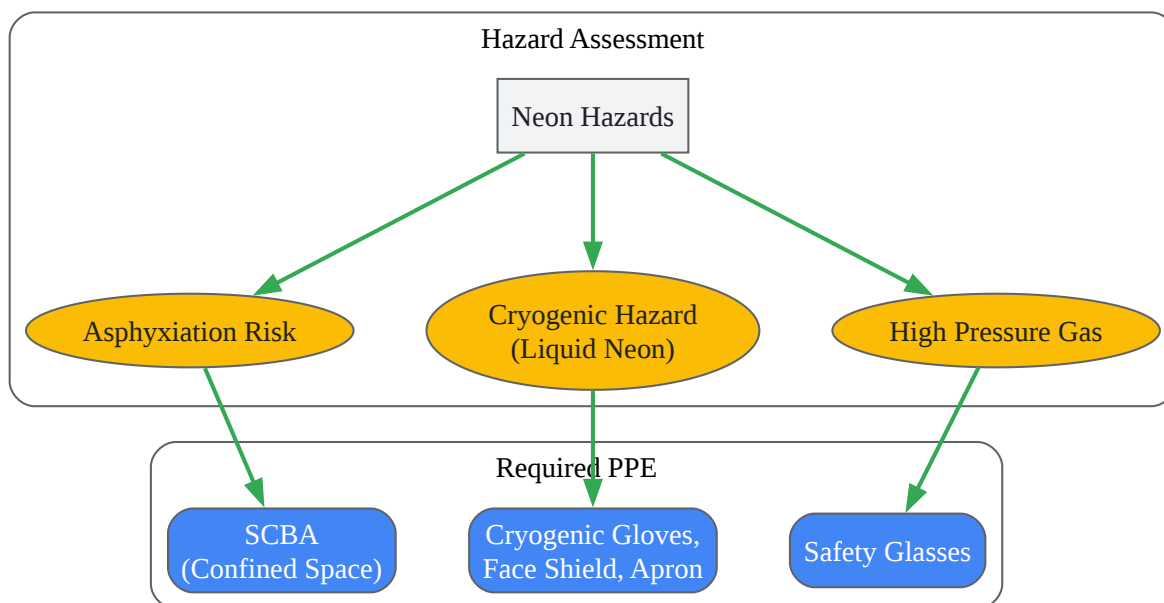 Hazard Assessment
Neon Hazards
Asphyxiation Risk
Cryogenic Hazard
(Liquid Neon)
High Pressure Gas
Required PPE
SCBA
(Confined Space)
Cryogenic Gloves,
Face Shield, Apron
Safety Glasses